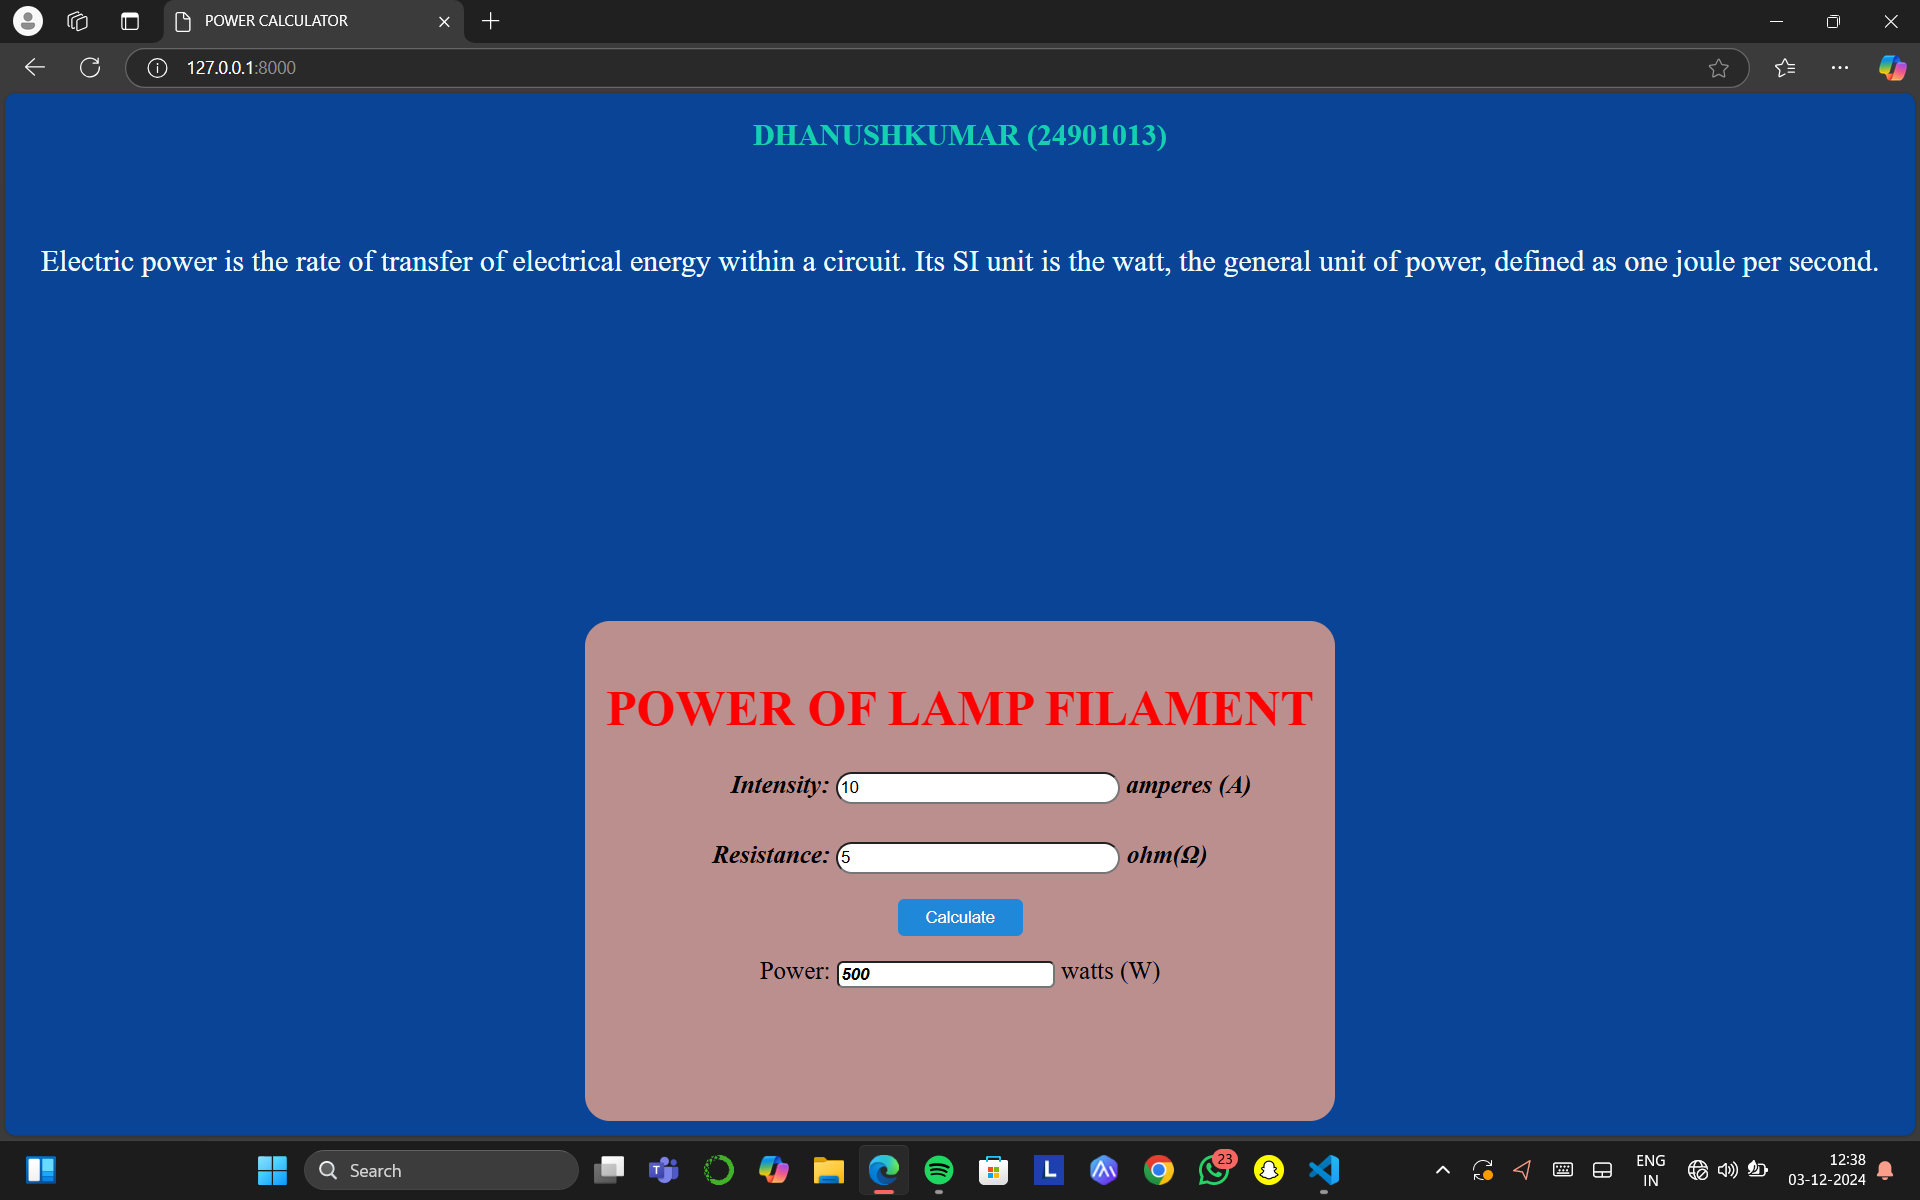 POWER CALCULATOR
127.0.0.1:8000
DHANUSHKUMAR (24901013)
Electric power is the rate of transfer of electrical energy within a circuit. Its SI unit is the watt, the general unit of power, defined as one joule per second.
POWER OF LAMP FILAMENT
Intensity: 10 amperes (A)
Resistance: 5 ohm(Ω)
Calculate
Power: 500 watts (W)
Search
T
L
23
ENG
IN
12:38
03-12-2024